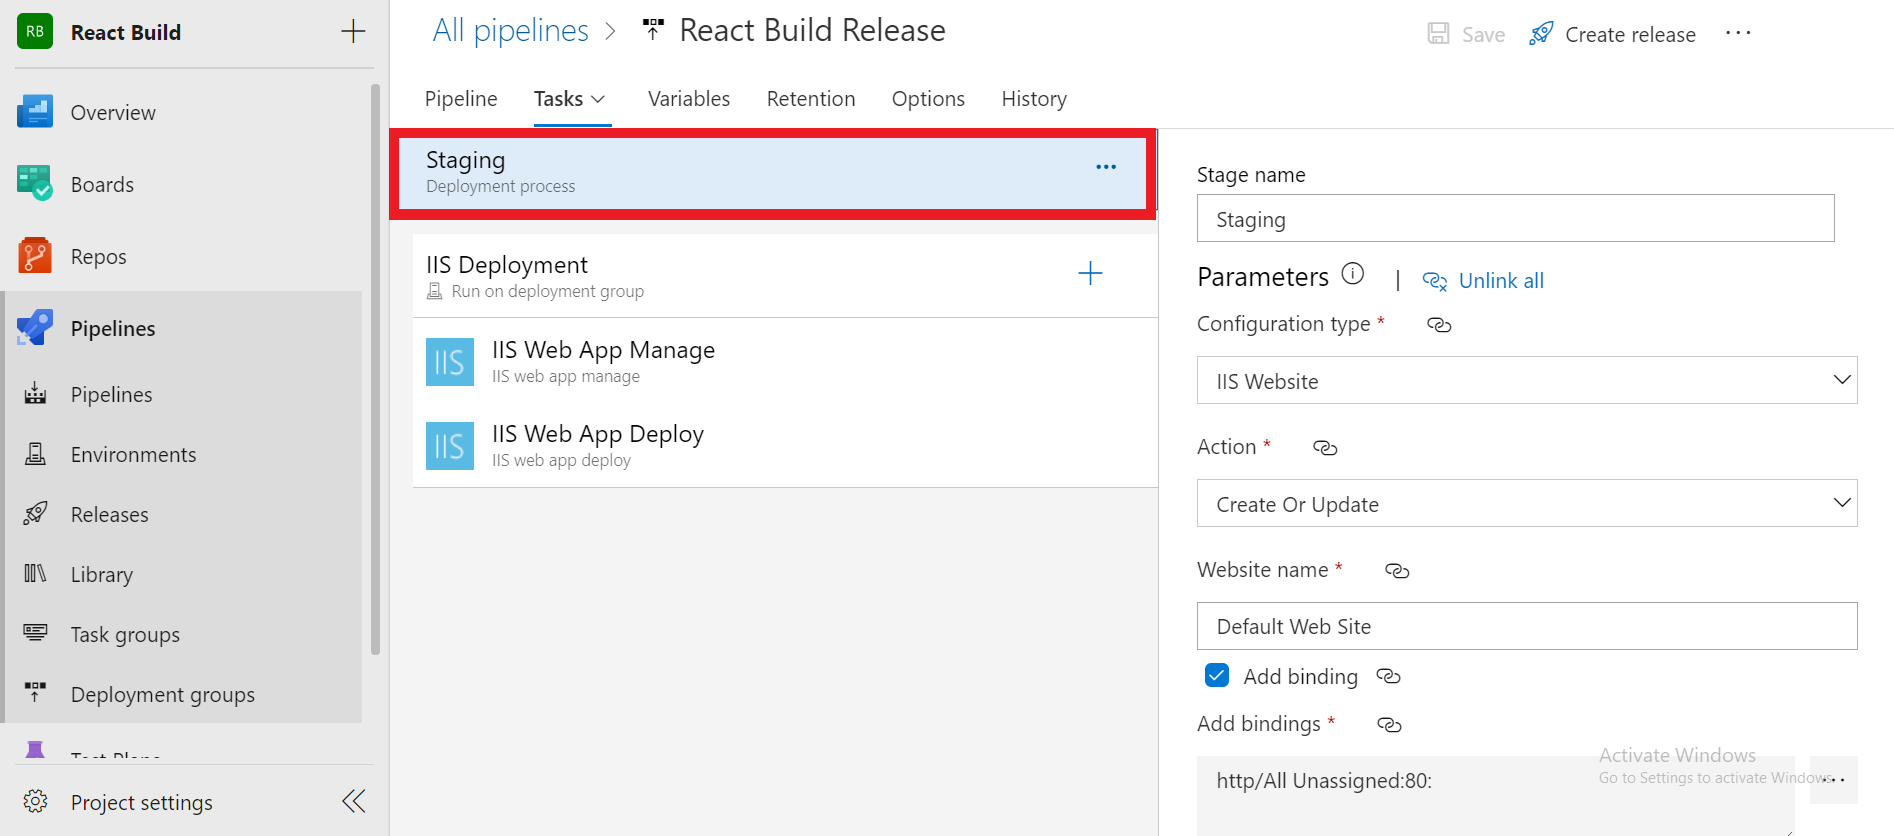 RB
React Build
Overview
Boards
Repos
Pipelines
Pipelines
Environments
Releases
Library
Task groups
Deployment groups
Test Plans
Project settings
All pipelines
React Build Release
Save
Create release
Pipeline
Tasks
Variables
Retention
Options
History
Staging
Deployment process
IIS Deployment
Run on deployment group
IIS
IIS Web App Manage
IIS web app manage
IIS
IIS Web App Deploy
IIS web app deploy
Stage name
Staging
Parameters
| Unlink all
Configuration type *
IIS Website
Action *
Create Or Update
Website name *
Default Web Site
Add binding
Add bindings *
http/All Unassigned:80:
Activate Windows
Go to Settings to activate Windows.